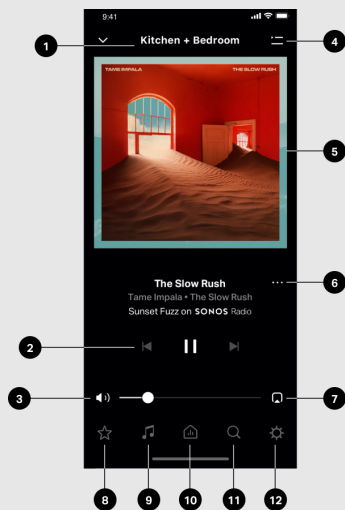 9:41
1
Kitchen + Bedroom
4
TAME IMPALA
THE SLOW RUSH
5
The Slow Rush
6
Tame Impala • The Slow Rush
Sunset Fuzz on SONOS Radio
2
3
7
8
9
10
11
12